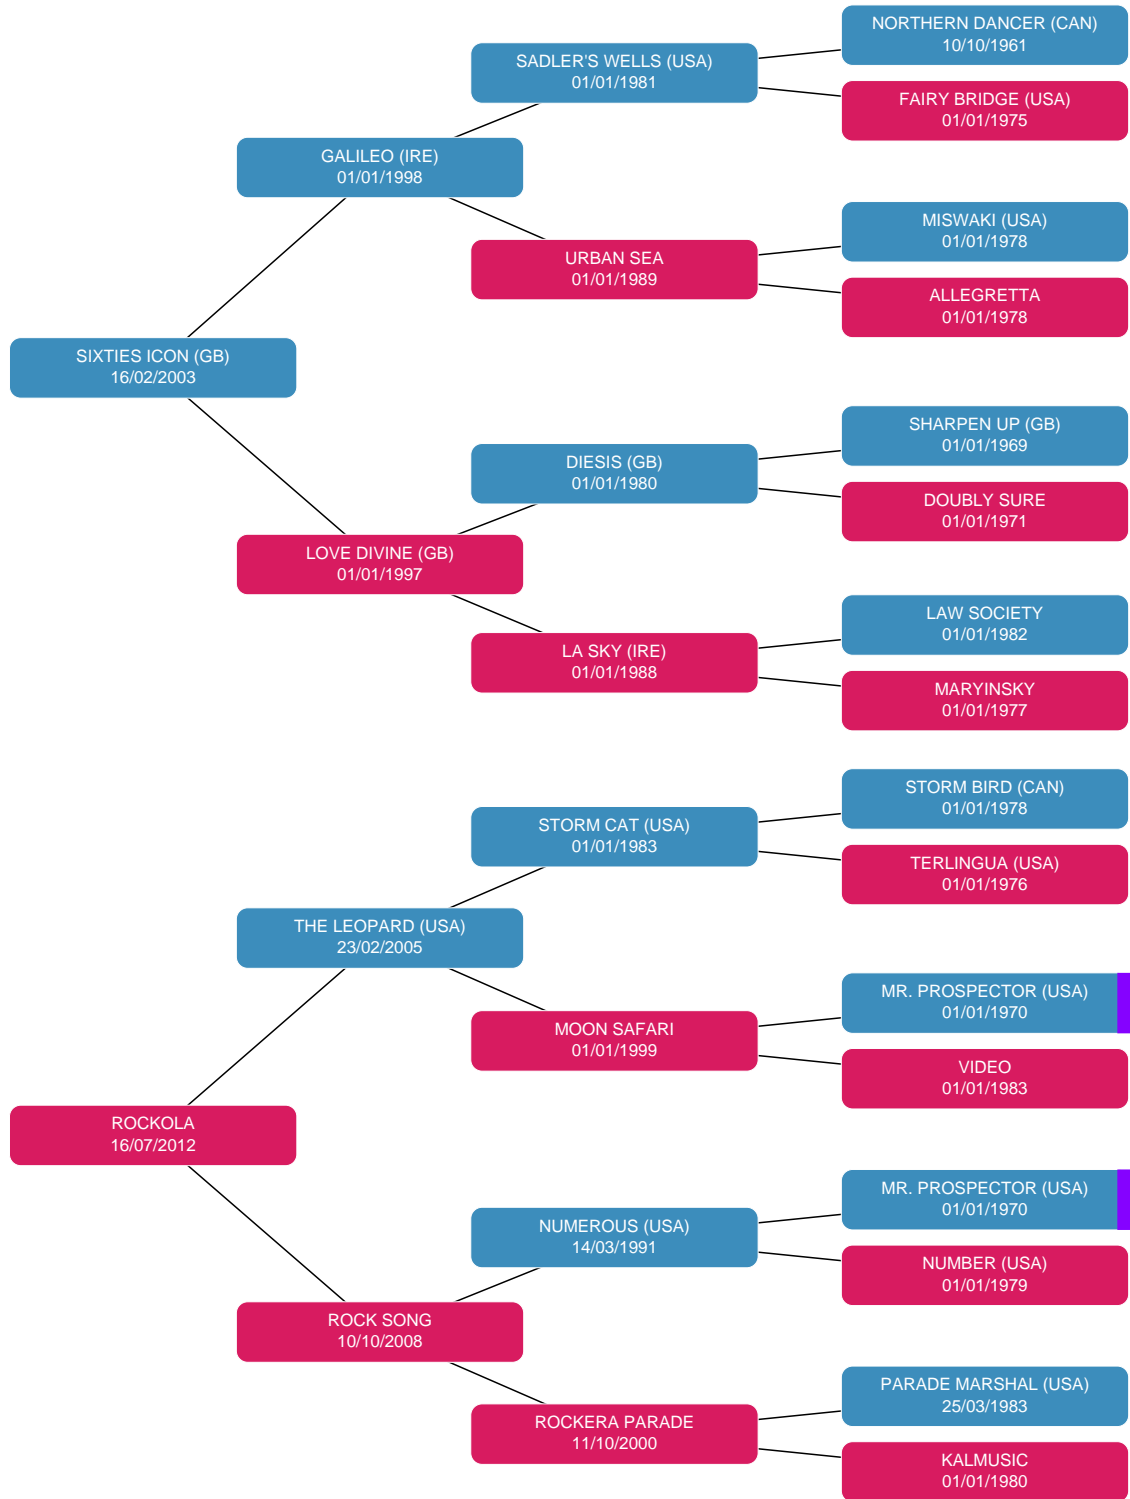 NORTHERN DANCER (CAN)
10/10/1961
SADLER'S WELLS (USA)
01/01/1981
FAIRY BRIDGE (USA)
01/01/1975
GALILEO (IRE)
01/01/1998
MISWAKI (USA)
01/01/1978
URBAN SEA
01/01/1989
ALLEGRETTA
01/01/1978
SIXTIES ICON (GB)
16/02/2003
SHARPEN UP (GB)
01/01/1969
DIESIS (GB)
01/01/1980
DOUBLY SURE
01/01/1971
LOVE DIVINE (GB)
01/01/1997
LAW SOCIETY
01/01/1982
LA SKY (IRE)
01/01/1988
MARYINSKY
01/01/1977
STORM BIRD (CAN)
01/01/1978
STORM CAT (USA)
01/01/1983
TERLINGUA (USA)
01/01/1976
THE LEOPARD (USA)
23/02/2005
MR. PROSPECTOR (USA)
01/01/1970
MOON SAFARI
01/01/1999
VIDEO
01/01/1983
ROCKOLA
16/07/2012
MR. PROSPECTOR (USA)
01/01/1970
NUMEROUS (USA)
14/03/1991
NUMBER (USA)
01/01/1979
ROCK SONG
10/10/2008
PARADE MARSHAL (USA)
25/03/1983
ROCKERA PARADE
11/10/2000
KALMUSIC
01/01/1980